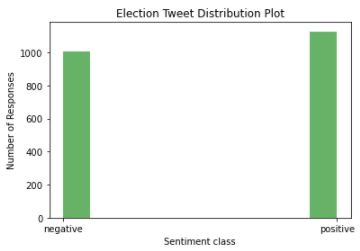 Election Tweet Distribution Plot
Number of Responses
1000
800
600
400
200
0
negative
positive
Sentiment class